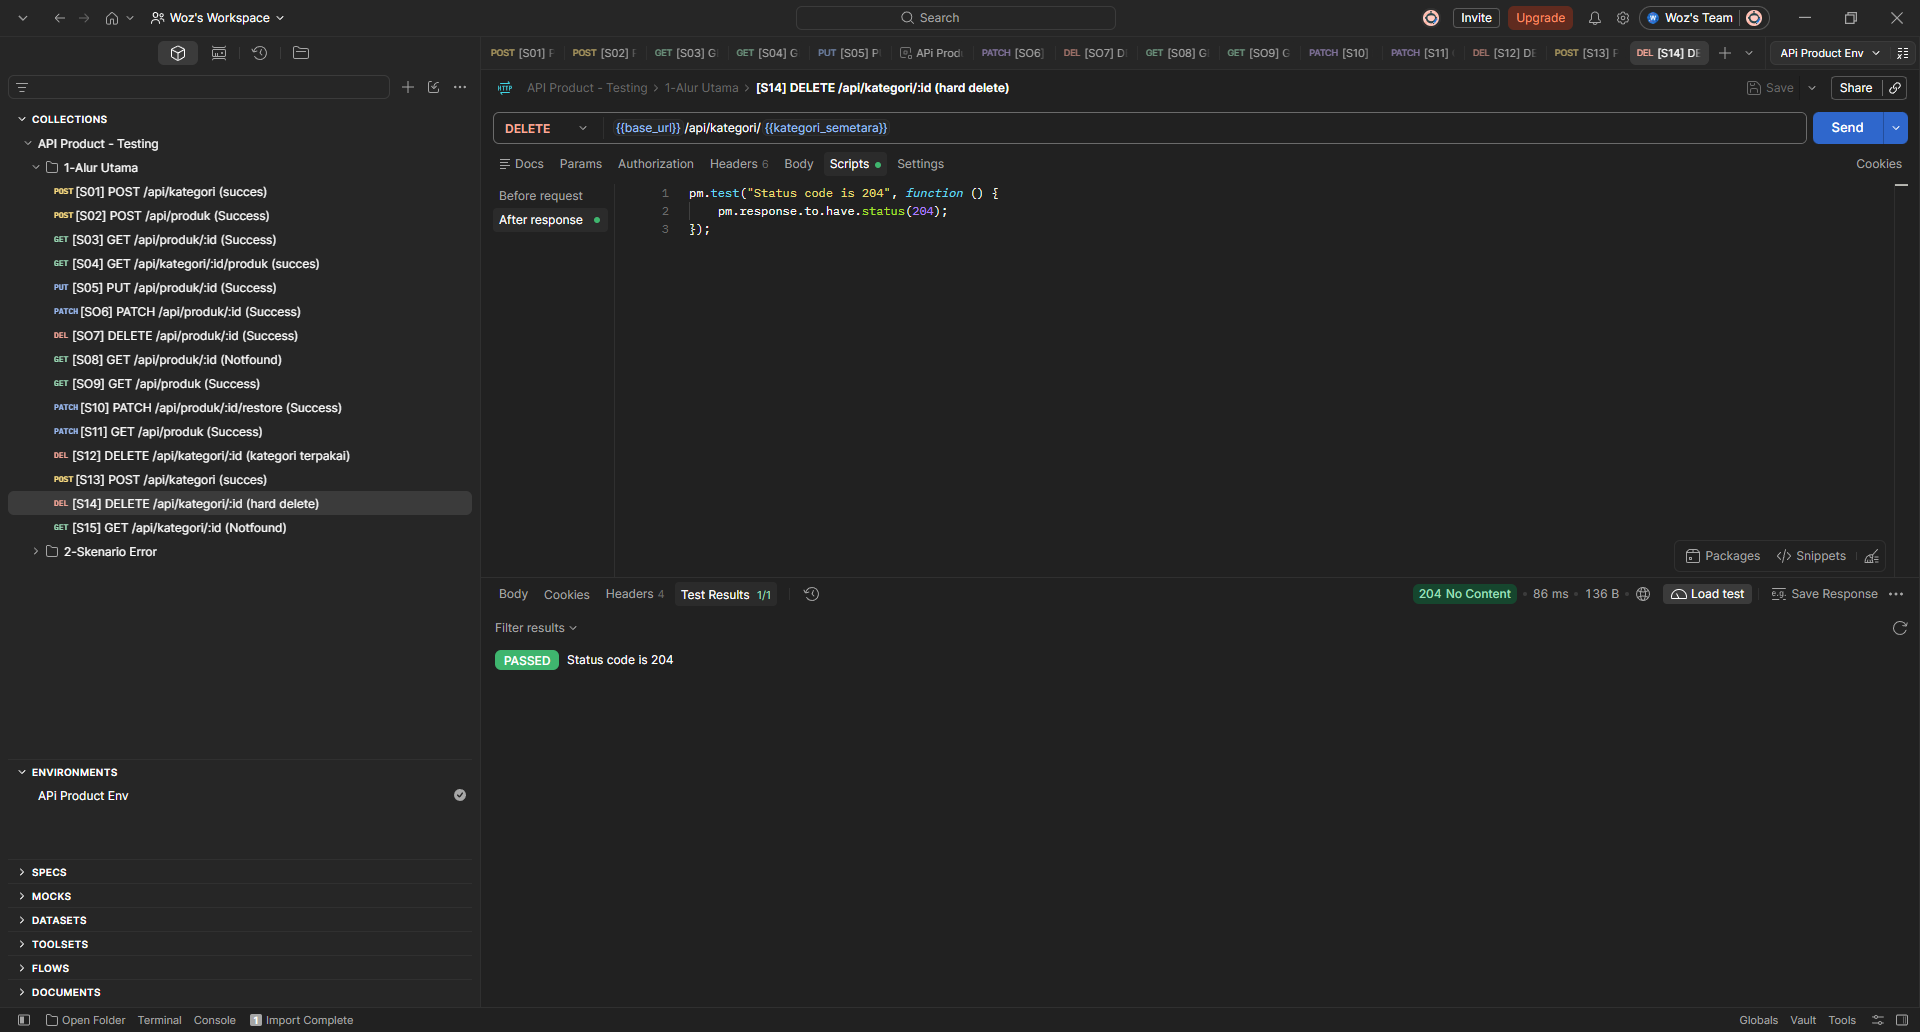 Woz's Workspace
Search
Invite
Upgrade
Woz's Team
POST [S01]
POST [S02]
GET [S03] G
GET [S04] G
PUT [S05] P
APi Prod
PATCH [SO6]
DEL [SO7] D
GET [S08] G
GET [SO9] G
PATCH [S10]
PATCH [S11]
DEL [S12] DE
POST [S13]
DEL [S14] DE
APi Product Env
API Product - Testing > 1-Alur Utama > [S14] DELETE /api/kategori/:id (hard delete)
Save
Share
DELETE
{{base_url}} /api/kategori/ {{kategori_semetara}}
Send
Docs
Params
Authorization
Headers 6
Body
Scripts
Settings
Cookies
Before request
After response
1 pm.test("Status code is 204", function () {
2 pm.response.to.have.status(204);
3 });
Packages
Snippets
COLLECTIONS
API Product - Testing
1-Alur Utama
POST [S01] POST /api/kategori (succes)
POST [S02] POST /api/produk (Success)
GET [S03] GET /api/produk/:id (Success)
GET [S04] GET /api/kategori/:id/produk (succes)
PUT [S05] PUT /api/produk/:id (Success)
PATCH [SO6] PATCH /api/produk/:id (Success)
DEL [SO7] DELETE /api/produk/:id (Success)
GET [S08] GET /api/produk/:id (Notfound)
GET [SO9] GET /api/produk (Success)
PATCH [S10] PATCH /api/produk/:id/restore (Success)
PATCH [S11] GET /api/produk (Success)
DEL [S12] DELETE /api/kategori/:id (kategori terpakai)
POST [S13] POST /api/kategori (succes)
DEL [S14] DELETE /api/kategori/:id (hard delete)
GET [S15] GET /api/kategori/:id (Notfound)
2-Skenario Error
ENVIRONMENTS
APi Product Env
SPECS
MOCKS
DATASETS
TOOLSETS
FLOWS
DOCUMENTS
Body
Cookies
Headers 4
Test Results 1/1
204 No Content
86 ms
136 B
Load test
e.g. Save Response
Filter results
PASSED Status code is 204
Open Folder
Terminal
Console
1 Import Complete
Globals
Vault
Tools